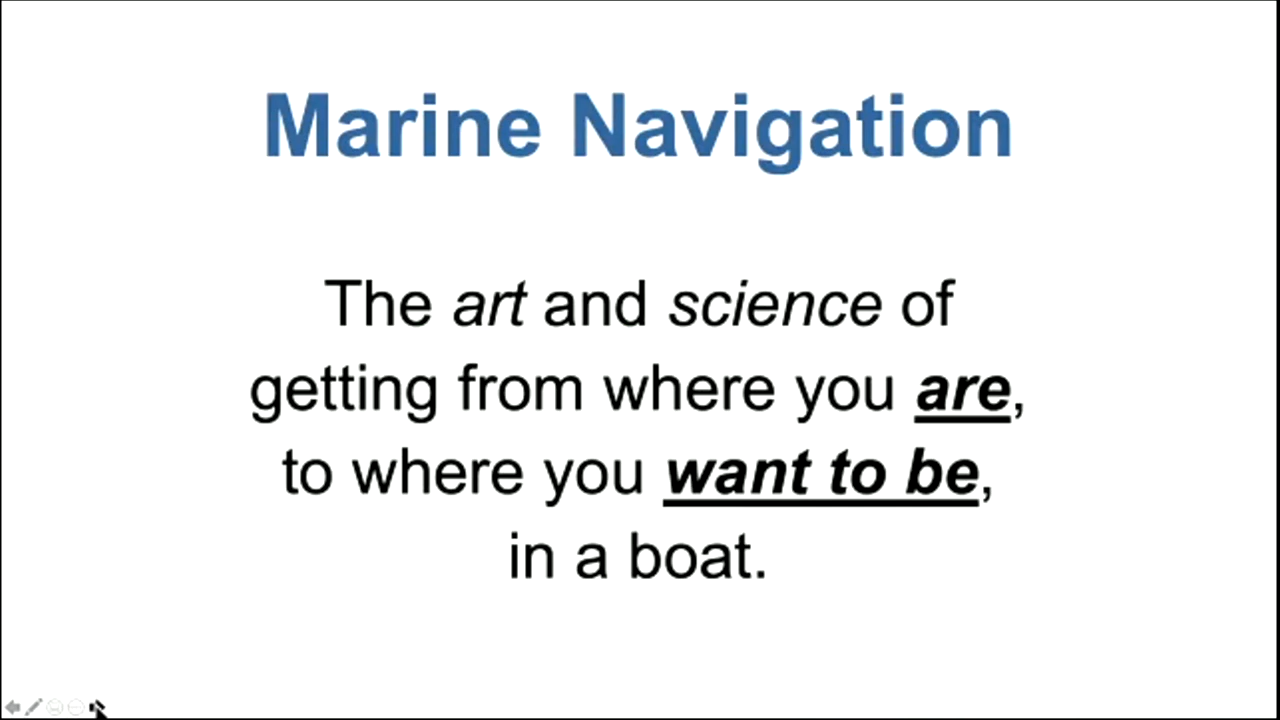 Marine Navigation
The art and science of
getting from where you are,
to where you want to be,
in a boat.